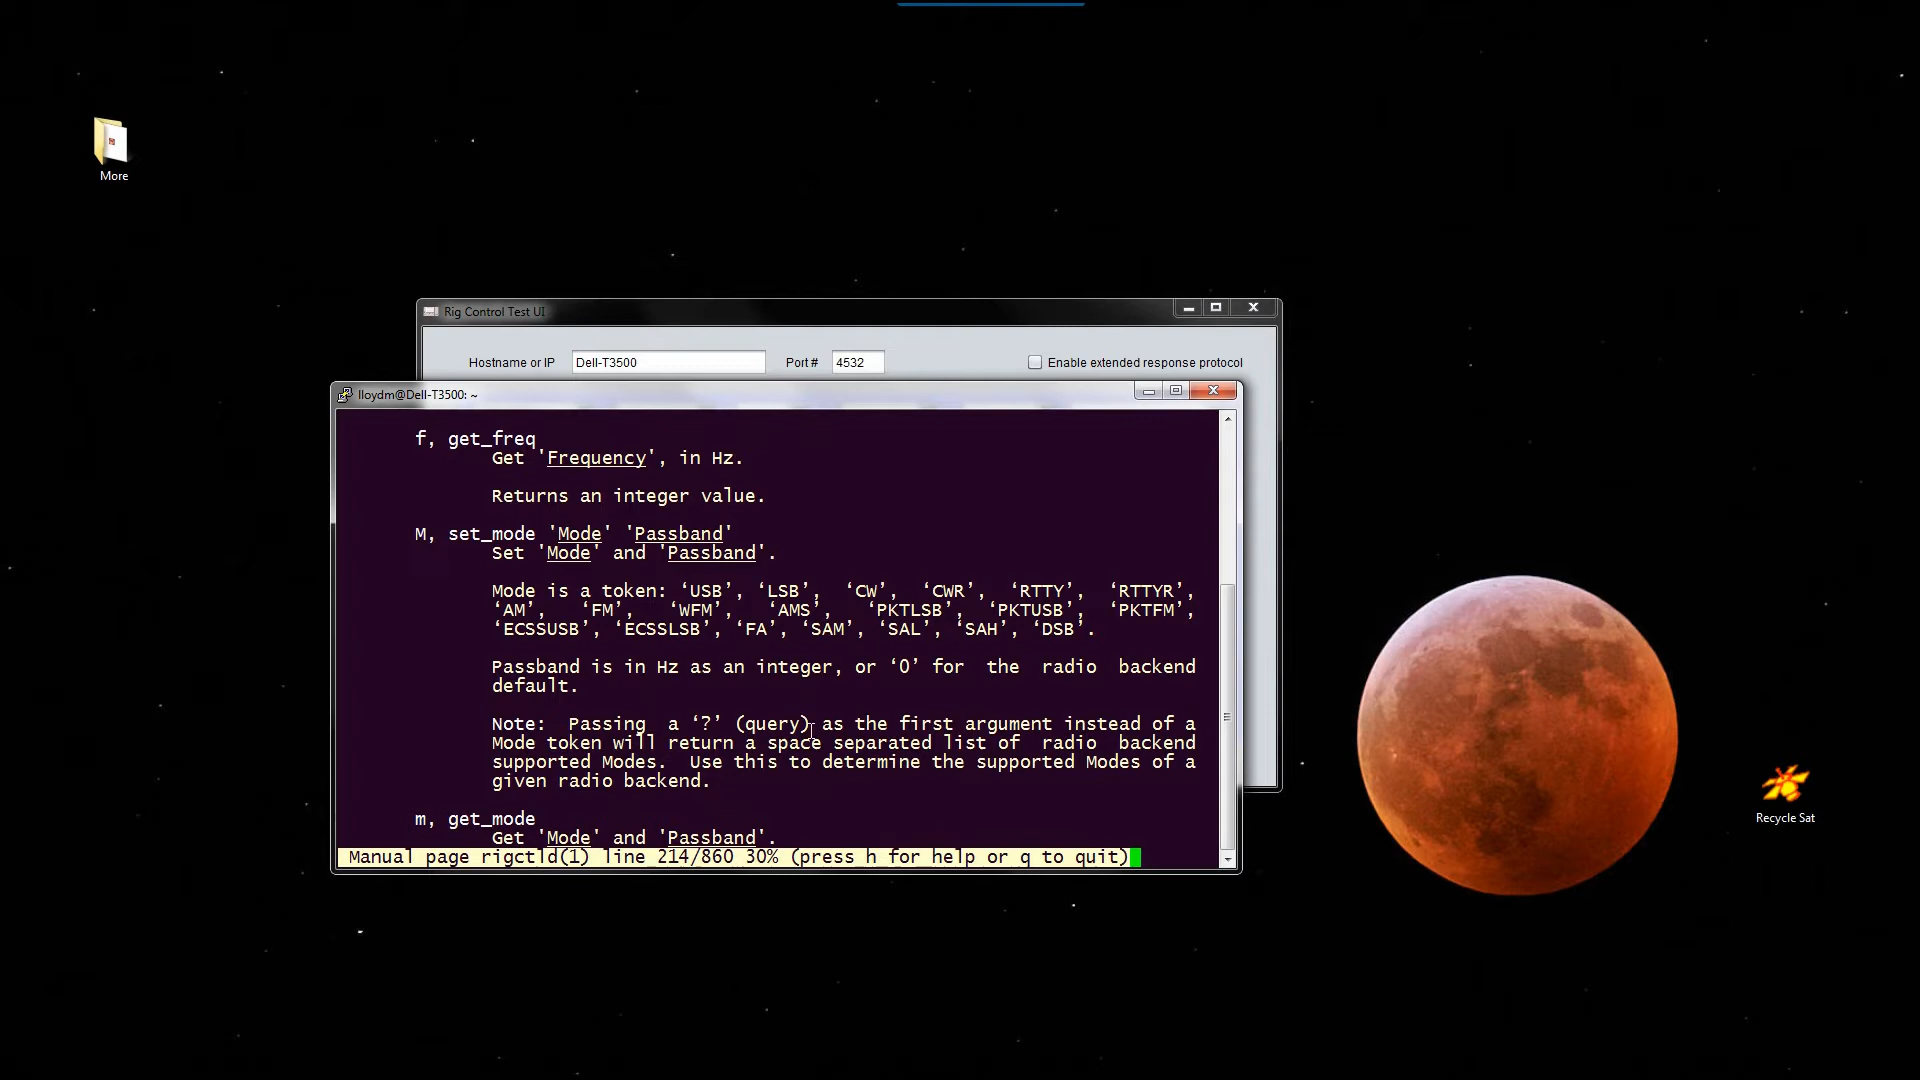 More
Rig Control Test UI
Hostname or IP Dell-T3500 Port # 4532 Enable extended response protocol
lloydm@Dell-T3500: ~
f, get_freq
Get 'Frequency', in Hz.
Returns an integer value.
M, set_mode 'Mode' 'Passband'
Set 'Mode' and 'Passband'.
Mode is a token: ‘USB’, ‘LSB’, ‘CW’, ‘CWR’, ‘RTTY’, ‘RTTYR’,
‘AM’, ‘FM’, ‘WFM’, ‘AMS’, ‘PKTLSB’, ‘PKTUSB’, ‘PKTFM’,
‘ECSSUSB’, ‘ECSSLSB’, ‘FA’, ‘SAM’, ‘SAL’, ‘SAH’, ‘DSB’.
Passband is in Hz as an integer, or ‘0’ for the radio backend
default.
Note: Passing a ‘?’ (query) as the first argument instead of a
Mode token will return a space separated list of radio backend
supported Modes. Use this to determine the supported Modes of a
given radio backend.
m, get_mode
Get 'Mode' and 'Passband'.
Manual page rigctld(1) line 214/860 30% (press h for help or q to quit)
Recycle Sat